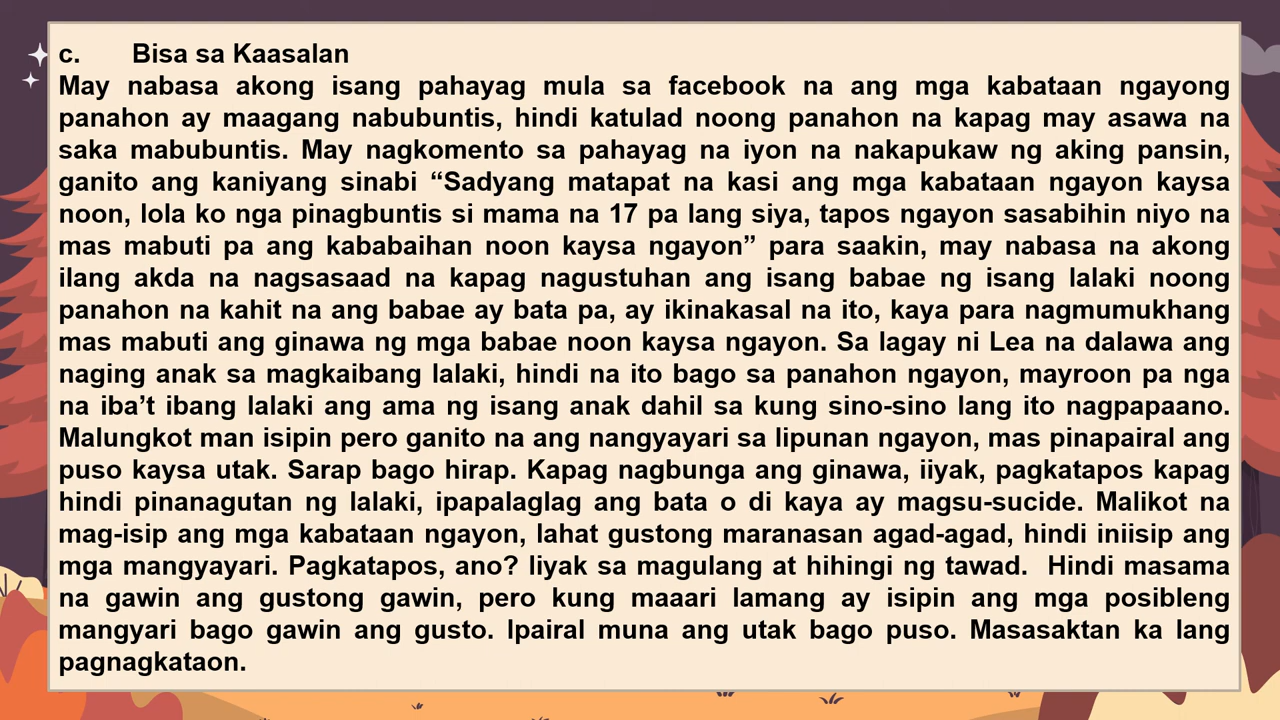 c. Bisa sa Kaasalan
May nabasa akong isang pahayag mula sa facebook na ang mga kabataan ngayong
panahon ay maagang nabubuntis, hindi katulad noong panahon na kapag may asawa na
saka mabubuntis. May nagkomento sa pahayag na iyon na nakapukaw ng aking pansin,
ganito ang kaniyang sinabi “Sadyang matapat na kasi ang mga kabataan ngayon kaysa
noon, lola ko nga pinagbuntis si mama na 17 pa lang siya, tapos ngayon sasabihin niyo na
mas mabuti pa ang kababaihan noon kaysa ngayon” para saakin, may nabasa na akong
ilang akda na nagsasaad na kapag nagustuhan ang isang babae ng isang lalaki noong
panahon na kahit na ang babae ay bata pa, ay ikinakasal na ito, kaya para nagmumukhang
mas mabuti ang ginawa ng mga babae noon kaysa ngayon. Sa lagay ni Lea na dalawa ang
naging anak sa magkaibang lalaki, hindi na ito bago sa panahon ngayon, mayroon pa nga
na iba’t ibang lalaki ang ama ng isang anak dahil sa kung sino-sino lang ito nagpapaano.
Malungkot man isipin pero ganito na ang nangyayari sa lipunan ngayon, mas pinapairal ang
puso kaysa utak. Sarap bago hirap. Kapag nagbunga ang ginawa, iiyak, pagkatapos kapag
hindi pinanagutan ng lalaki, ipapalaglag ang bata o di kaya ay magsu-sucide. Malikot na
mag-isip ang mga kabataan ngayon, lahat gustong maranasan agad-agad, hindi iniisip ang
mga mangyayari. Pagkatapos, ano? Iiyak sa magulang at hihingi ng tawad. Hindi masama
na gawin ang gustong gawin, pero kung maaari lamang ay isipin ang mga posibleng
mangyari bago gawin ang gusto. Ipairal muna ang utak bago puso. Masasaktan ka lang
pagnagkataon.